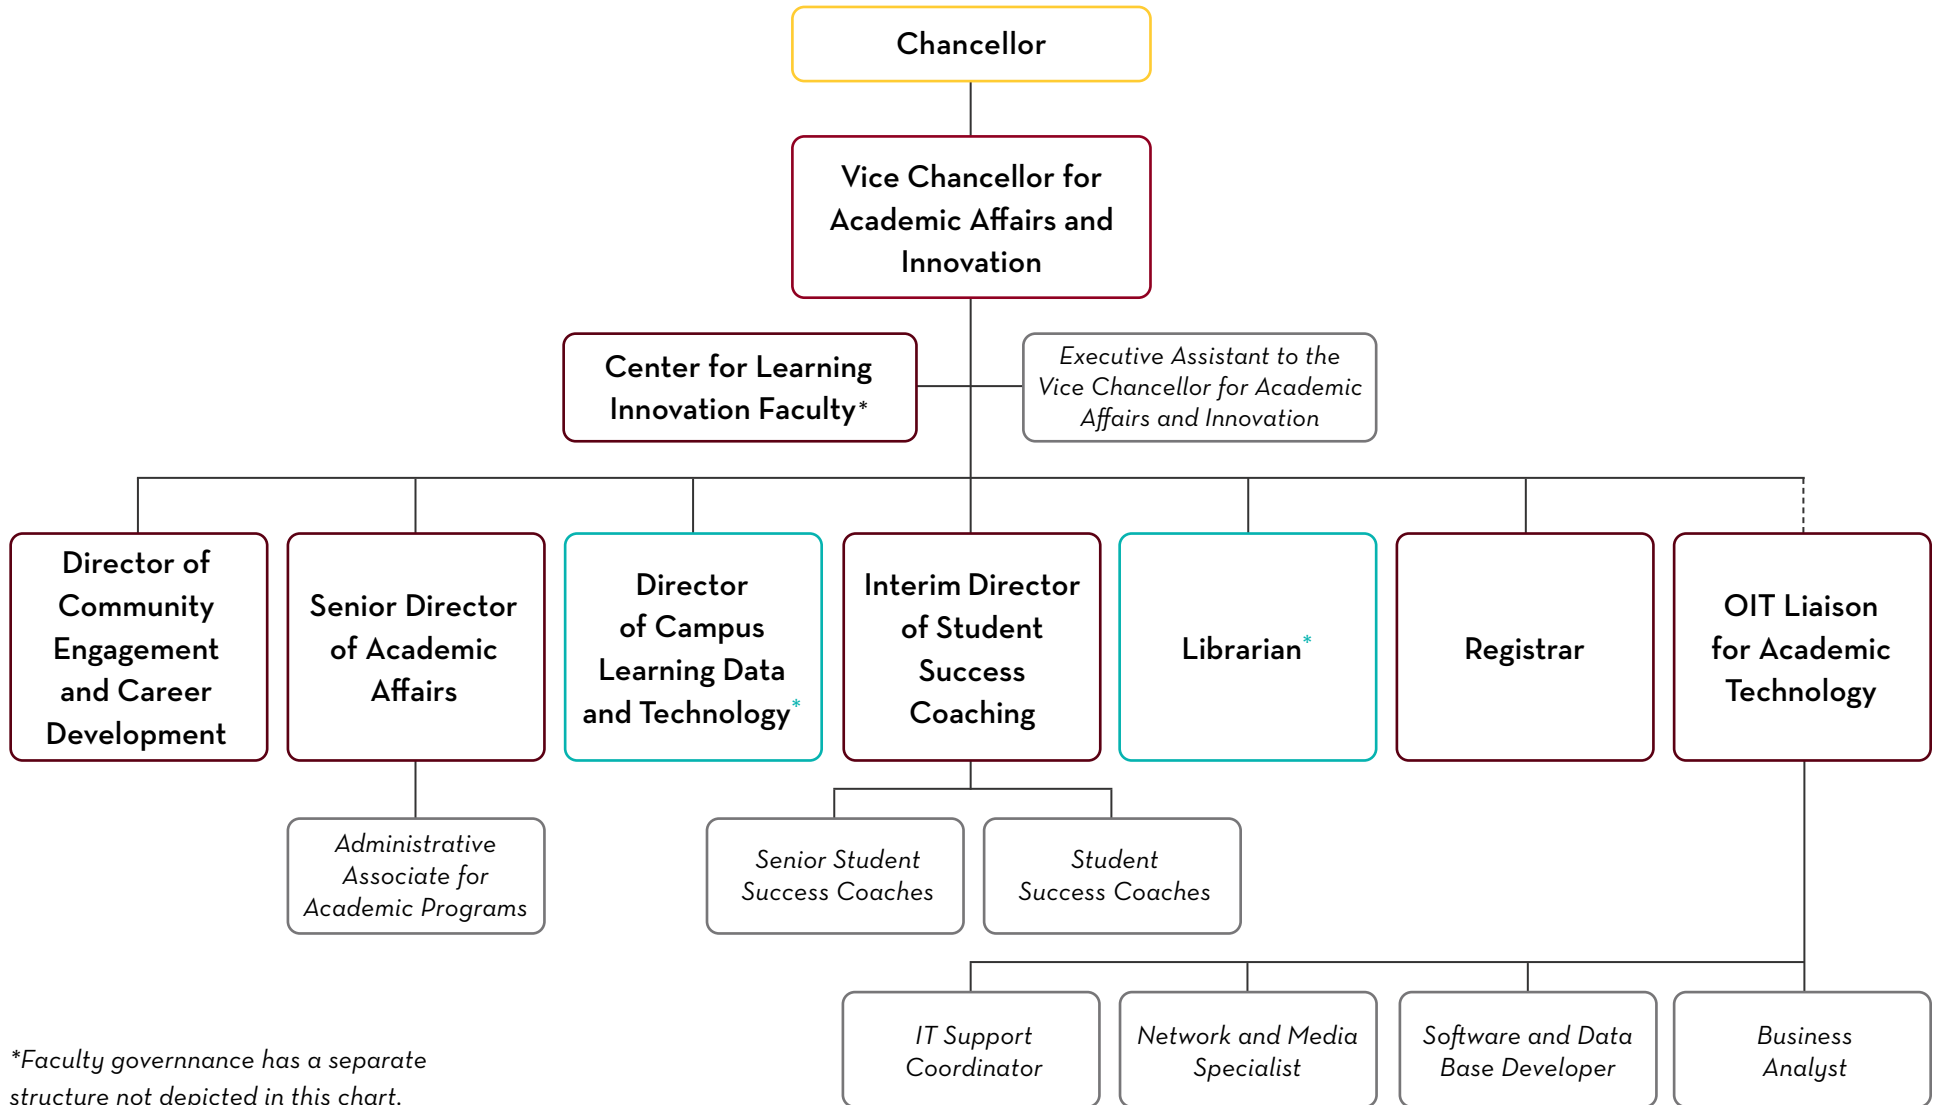 Chancellor
Vice Chancellor for
Academic Affairs and
Innovation
Center for Learning
Innovation Faculty*
Executive Assistant to the
Vice Chancellor for Academic
Affairs and Innovation
Director of
Community
Engagement
and Career
Development
Senior Director
of Academic
Affairs
Director
of Campus
Learning Data
and Technology*
Interim Director
of Student
Success
Coaching
Librarian*
Registrar
OIT Liaison
for Academic
Technology
Administrative
Associate for
Academic Programs
Senior Student
Success Coaches
Student
Success Coaches
IT Support
Coordinator
Network and Media
Specialist
Software and Data
Base Developer
Business
Analyst
*Faculty governnance has a separate
structure not depicted in this chart.